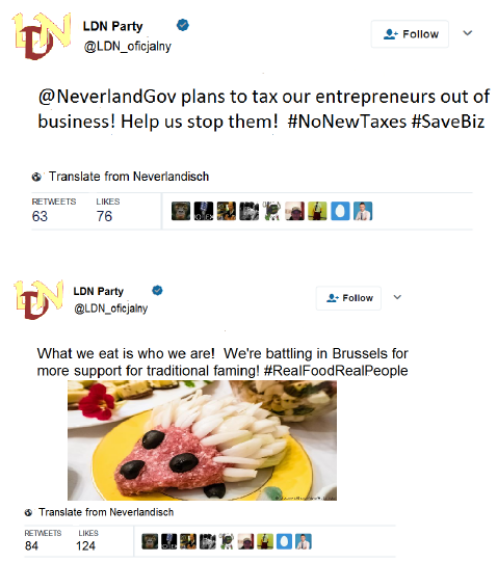 LDN
LDN Party
@LDN_oficjalny
Follow
@NeverlandGov plans to tax our entrepreneurs out of
business! Help us stop them! #NoNewTaxes #SaveBiz
Translate from Neverlandisch
RETWEETS LIKES
63 76
LDN
LDN Party
@LDN_oficjalny
Follow
What we eat is who we are! We're battling in Brussels for
more support for traditional faming! #RealFoodRealPeople
Translate from Neverlandisch
RETWEETS LIKES
84 124